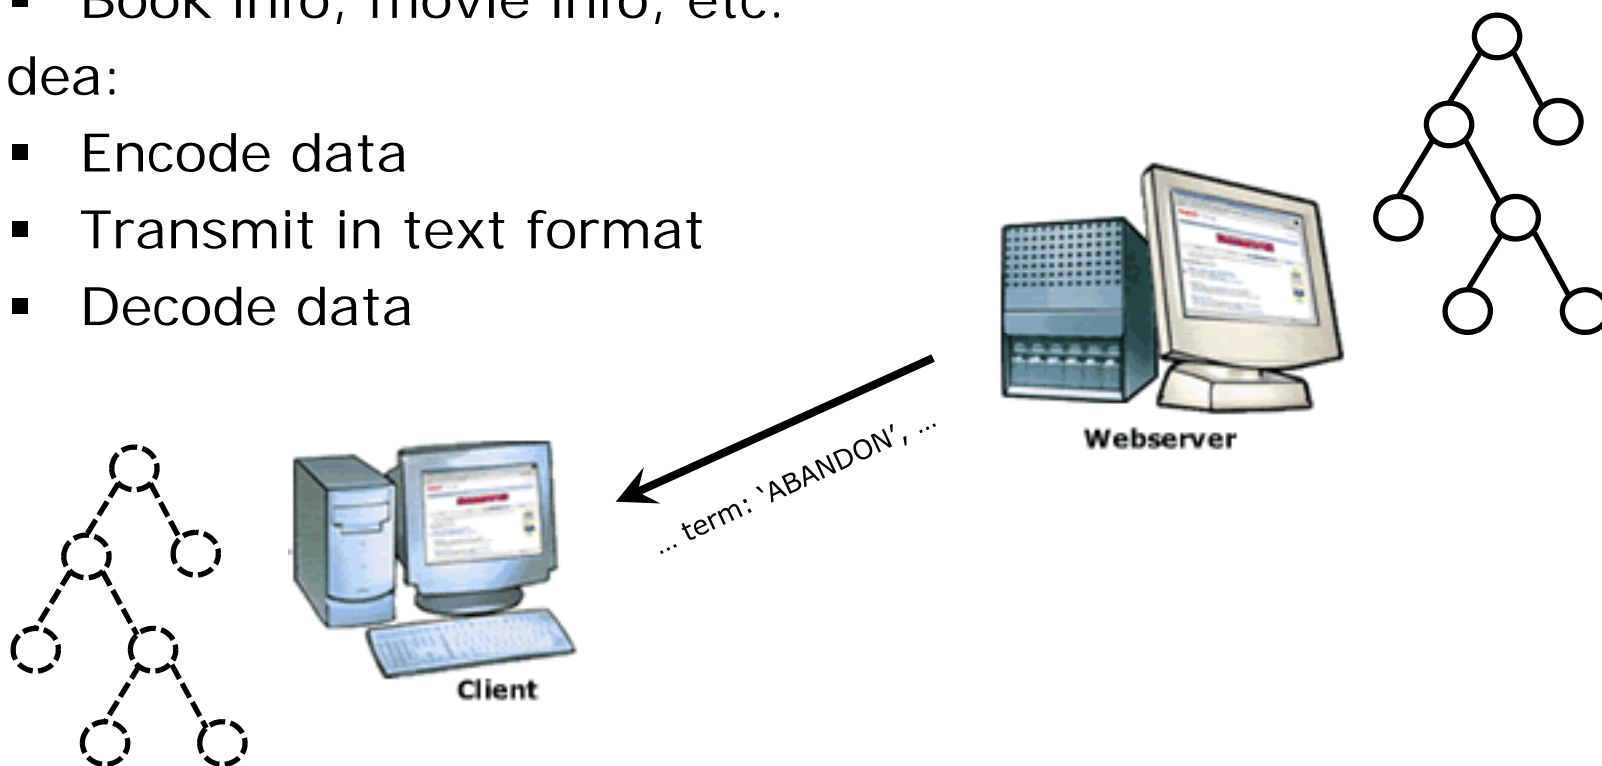 ▪ Book info, movie info, etc.
dea:
▪ Encode data
▪ Transmit in text format
▪ Decode data
... term: ‘ABANDON’, ...
Webserver
Client